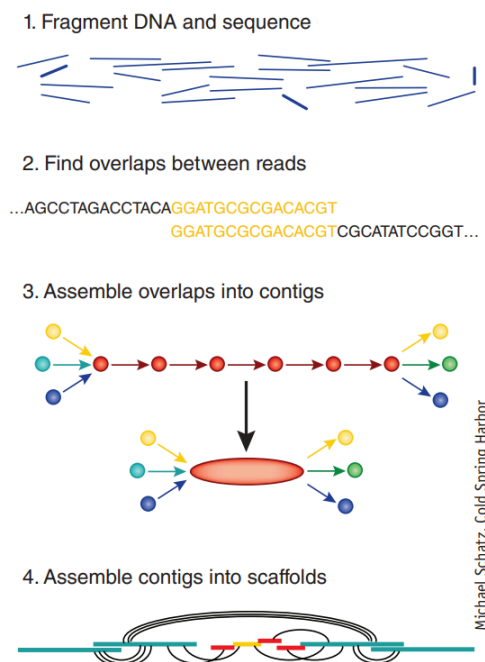 1. Fragment DNA and sequence
2. Find overlaps between reads
...AGCCTAGACCTACAGGATGCGCGACACGT
GGATGCGCGACACGTCGCATATCCGGT...
3. Assemble overlaps into contigs
4. Assemble contigs into scaffolds
Michael Schatz, Cold Spring Harbor